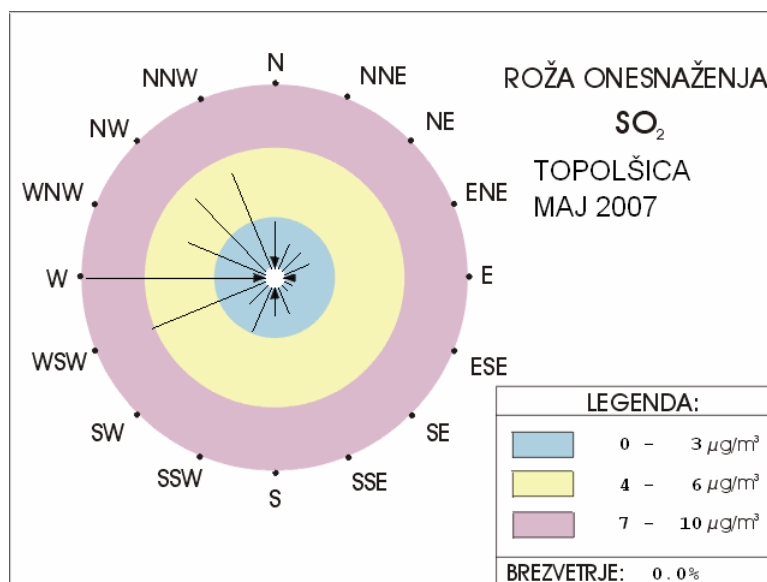 ROŽA ONESNAŽENJA
SO₂
TOPOLŠICA
MAJ 2007
N
NNE
NE
ENE
E
ESE
SE
SSE
S
SSW
SW
WSW
W
WNW
NW
NNW
LEGENDA:
0 – 3 µg/m³
4 – 6 µg/m³
7 – 10 µg/m³
BREZVETRJE: 0.0%